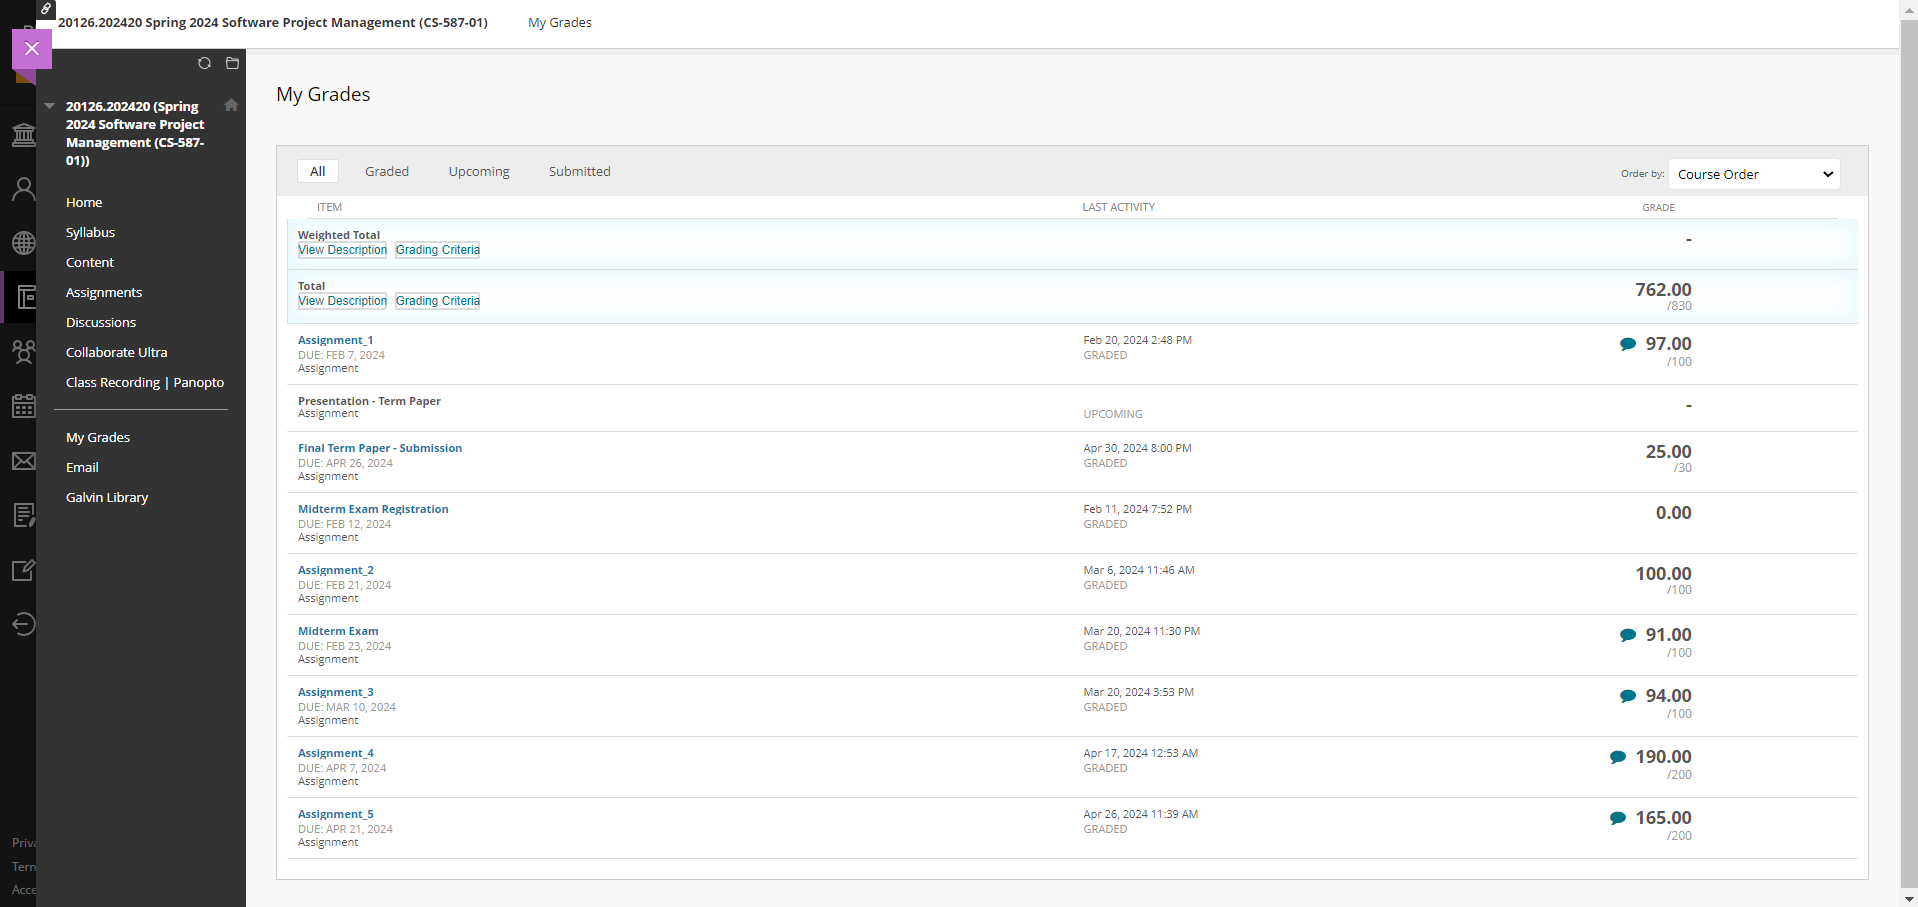 20126.202420 Spring 2024 Software Project Management (CS-587-01) My Grades
20126.202420 (Spring
2024 Software Project
Management (CS-587-
01))
Home
Syllabus
Content
Assignments
Discussions
Collaborate Ultra
Class Recording | Panopto
My Grades
Email
Galvin Library
Priva
Term
Acce
My Grades
All Graded Upcoming Submitted
Order by: Course Order
ITEM LAST ACTIVITY GRADE
Weighted Total
View Description Grading Criteria
-
Total
View Description Grading Criteria
762.00
/830
Assignment_1 Feb 20, 2024 2:48 PM 97.00
DUE: FEB 7, 2024 GRADED /100
Assignment
Presentation - Term Paper -
Assignment UPCOMING
Final Term Paper - Submission Apr 30, 2024 8:00 PM 25.00
DUE: APR 26, 2024 GRADED /30
Assignment
Midterm Exam Registration Feb 11, 2024 7:52 PM 0.00
DUE: FEB 12, 2024 GRADED
Assignment
Assignment_2 Mar 6, 2024 11:46 AM 100.00
DUE: FEB 21, 2024 GRADED /100
Assignment
Midterm Exam Mar 20, 2024 11:30 PM 91.00
DUE: FEB 23, 2024 GRADED /100
Assignment
Assignment_3 Mar 20, 2024 3:53 PM 94.00
DUE: MAR 10, 2024 GRADED /100
Assignment
Assignment_4 Apr 17, 2024 12:53 AM 190.00
DUE: APR 7, 2024 GRADED /200
Assignment
Assignment_5 Apr 26, 2024 11:39 AM 165.00
DUE: APR 21, 2024 GRADED /200
Assignment